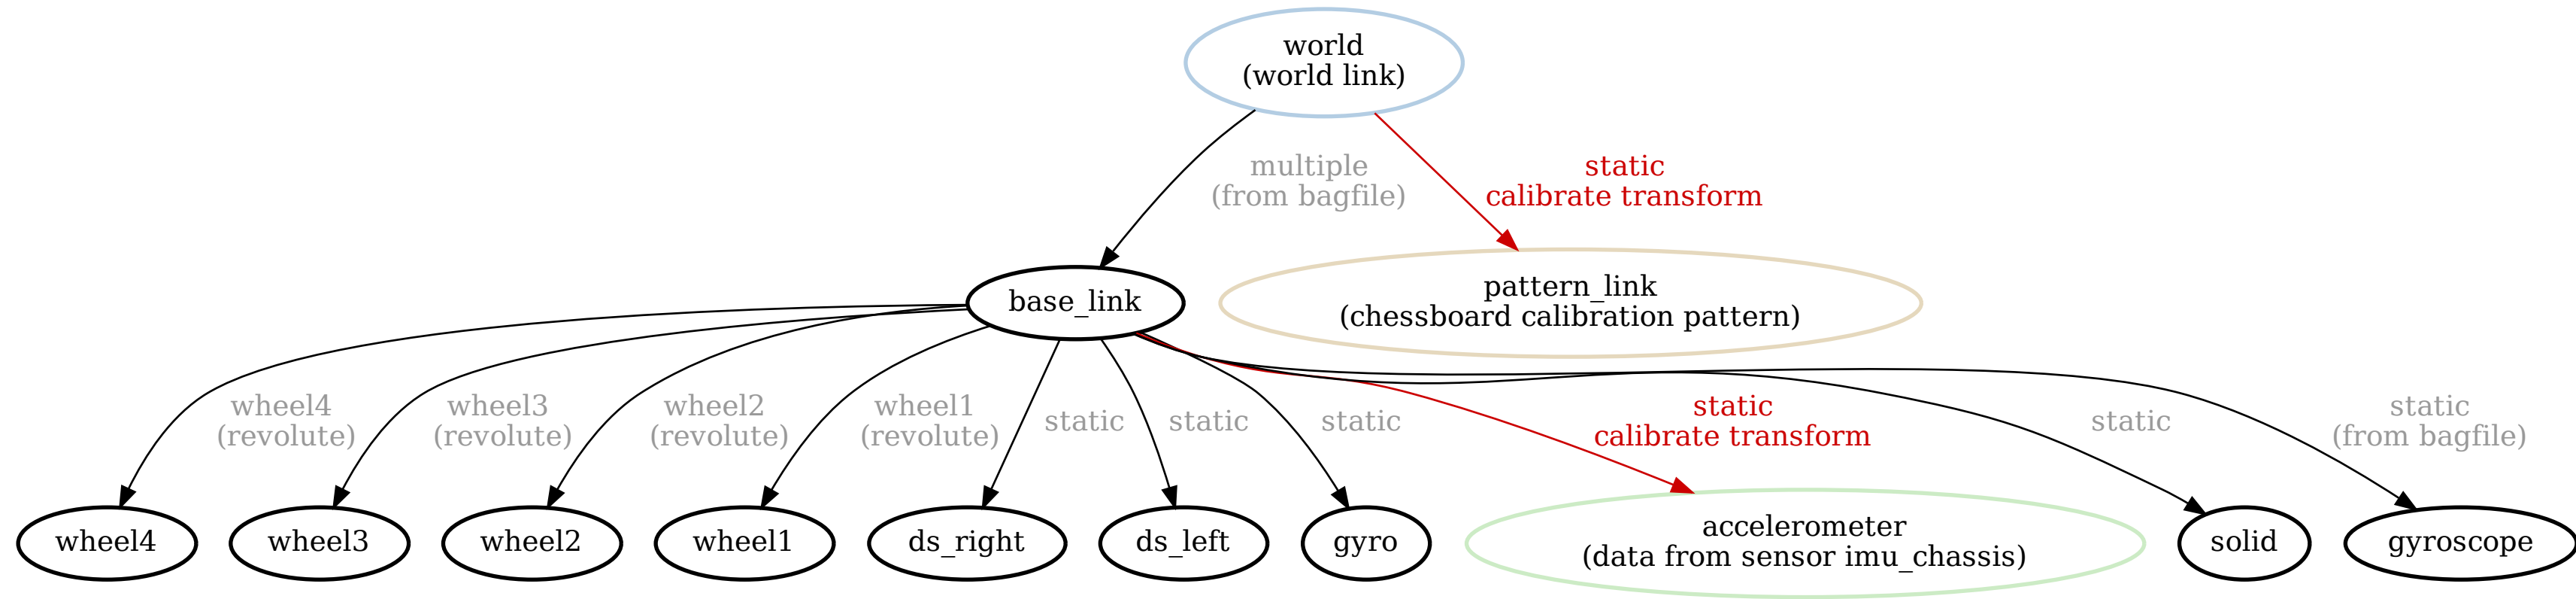 world
(world link)
multiple
(from bagfile)
static
calibrate transform
base_link
pattern_link
(chessboard calibration pattern)
wheel4
(revolute)
wheel3
(revolute)
wheel2
(revolute)
wheel1
(revolute)
static
static
static
static
calibrate transform
static
static
(from bagfile)
wheel4
wheel3
wheel2
wheel1
ds_right
ds_left
gyro
accelerometer
(data from sensor imu_chassis)
solid
gyroscope